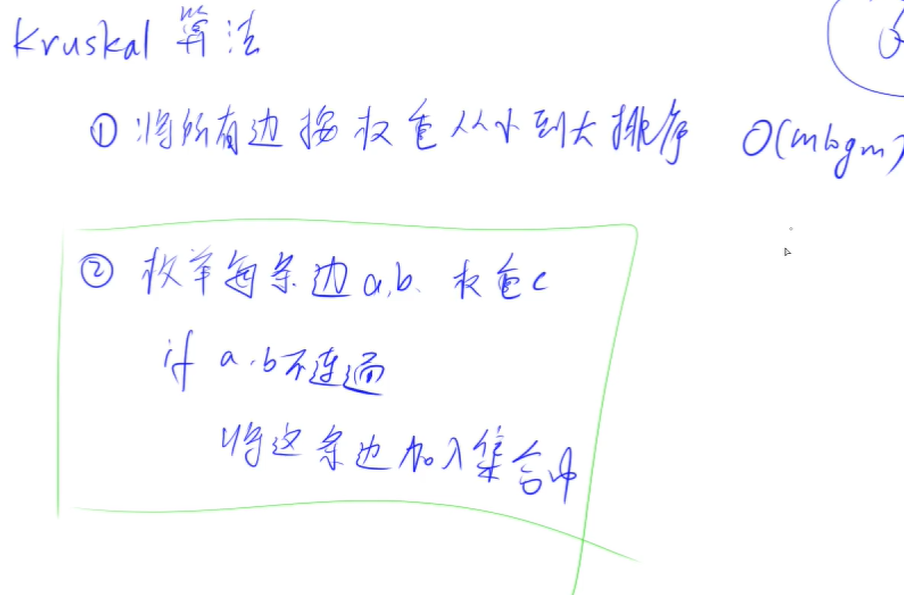 Kruskal 算法
① 将所有边按权重从小到大排序 O(mlogm)
② 枚举每条边a,b、权重c
if a,b不连通
将这条边加入集合中